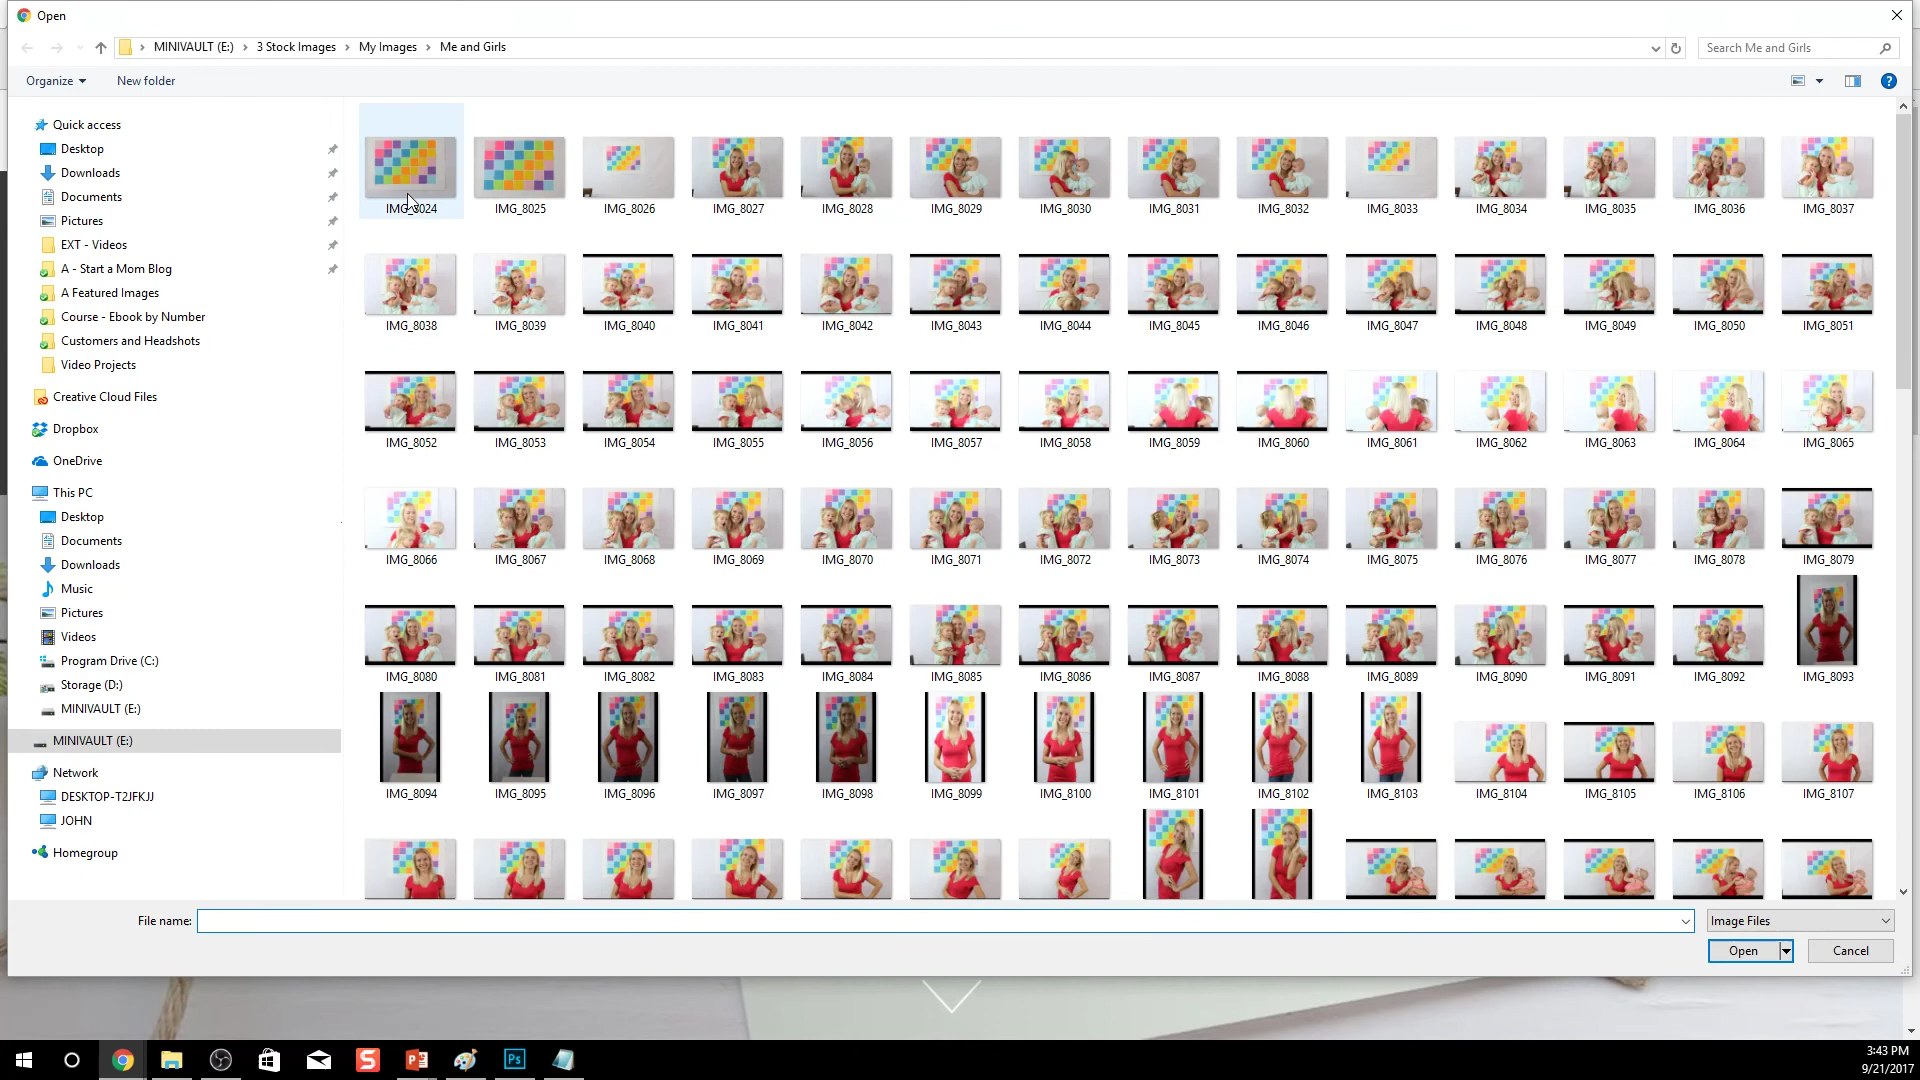 Open
MINIVAULT (E:) 3 Stock Images My Images Me and Girls
Search Me and Girls
Organize New folder
Quick access
Desktop
Downloads
Documents
Pictures
EXT - Videos
A - Start a Mom Blog
A Featured Images
Course - Ebook by Number
Customers and Headshots
Video Projects
Creative Cloud Files
Dropbox
OneDrive
This PC
Desktop
Documents
Downloads
Music
Pictures
Videos
Program Drive (C:)
Storage (D:)
MINIVAULT (E:)
MINIVAULT (E:)
Network
DESKTOP-T2JFKJJ
JOHN
Homegroup
IMG_8024 IMG_8025 IMG_8026 IMG_8027 IMG_8028 IMG_8029 IMG_8030 IMG_8031 IMG_8032 IMG_8033 IMG_8034 IMG_8035 IMG_8036 IMG_8037
IMG_8038 IMG_8039 IMG_8040 IMG_8041 IMG_8042 IMG_8043 IMG_8044 IMG_8045 IMG_8046 IMG_8047 IMG_8048 IMG_8049 IMG_8050 IMG_8051
IMG_8052 IMG_8053 IMG_8054 IMG_8055 IMG_8056 IMG_8057 IMG_8058 IMG_8059 IMG_8060 IMG_8061 IMG_8062 IMG_8063 IMG_8064 IMG_8065
IMG_8066 IMG_8067 IMG_8068 IMG_8069 IMG_8070 IMG_8071 IMG_8072 IMG_8073 IMG_8074 IMG_8075 IMG_8076 IMG_8077 IMG_8078 IMG_8079
IMG_8080 IMG_8081 IMG_8082 IMG_8083 IMG_8084 IMG_8085 IMG_8086 IMG_8087 IMG_8088 IMG_8089 IMG_8090 IMG_8091 IMG_8092 IMG_8093
IMG_8094 IMG_8095 IMG_8096 IMG_8097 IMG_8098 IMG_8099 IMG_8100 IMG_8101 IMG_8102 IMG_8103 IMG_8104 IMG_8105 IMG_8106 IMG_8107
File name: Image Files
Open Cancel
S Ps
3:43 PM
9/21/2017